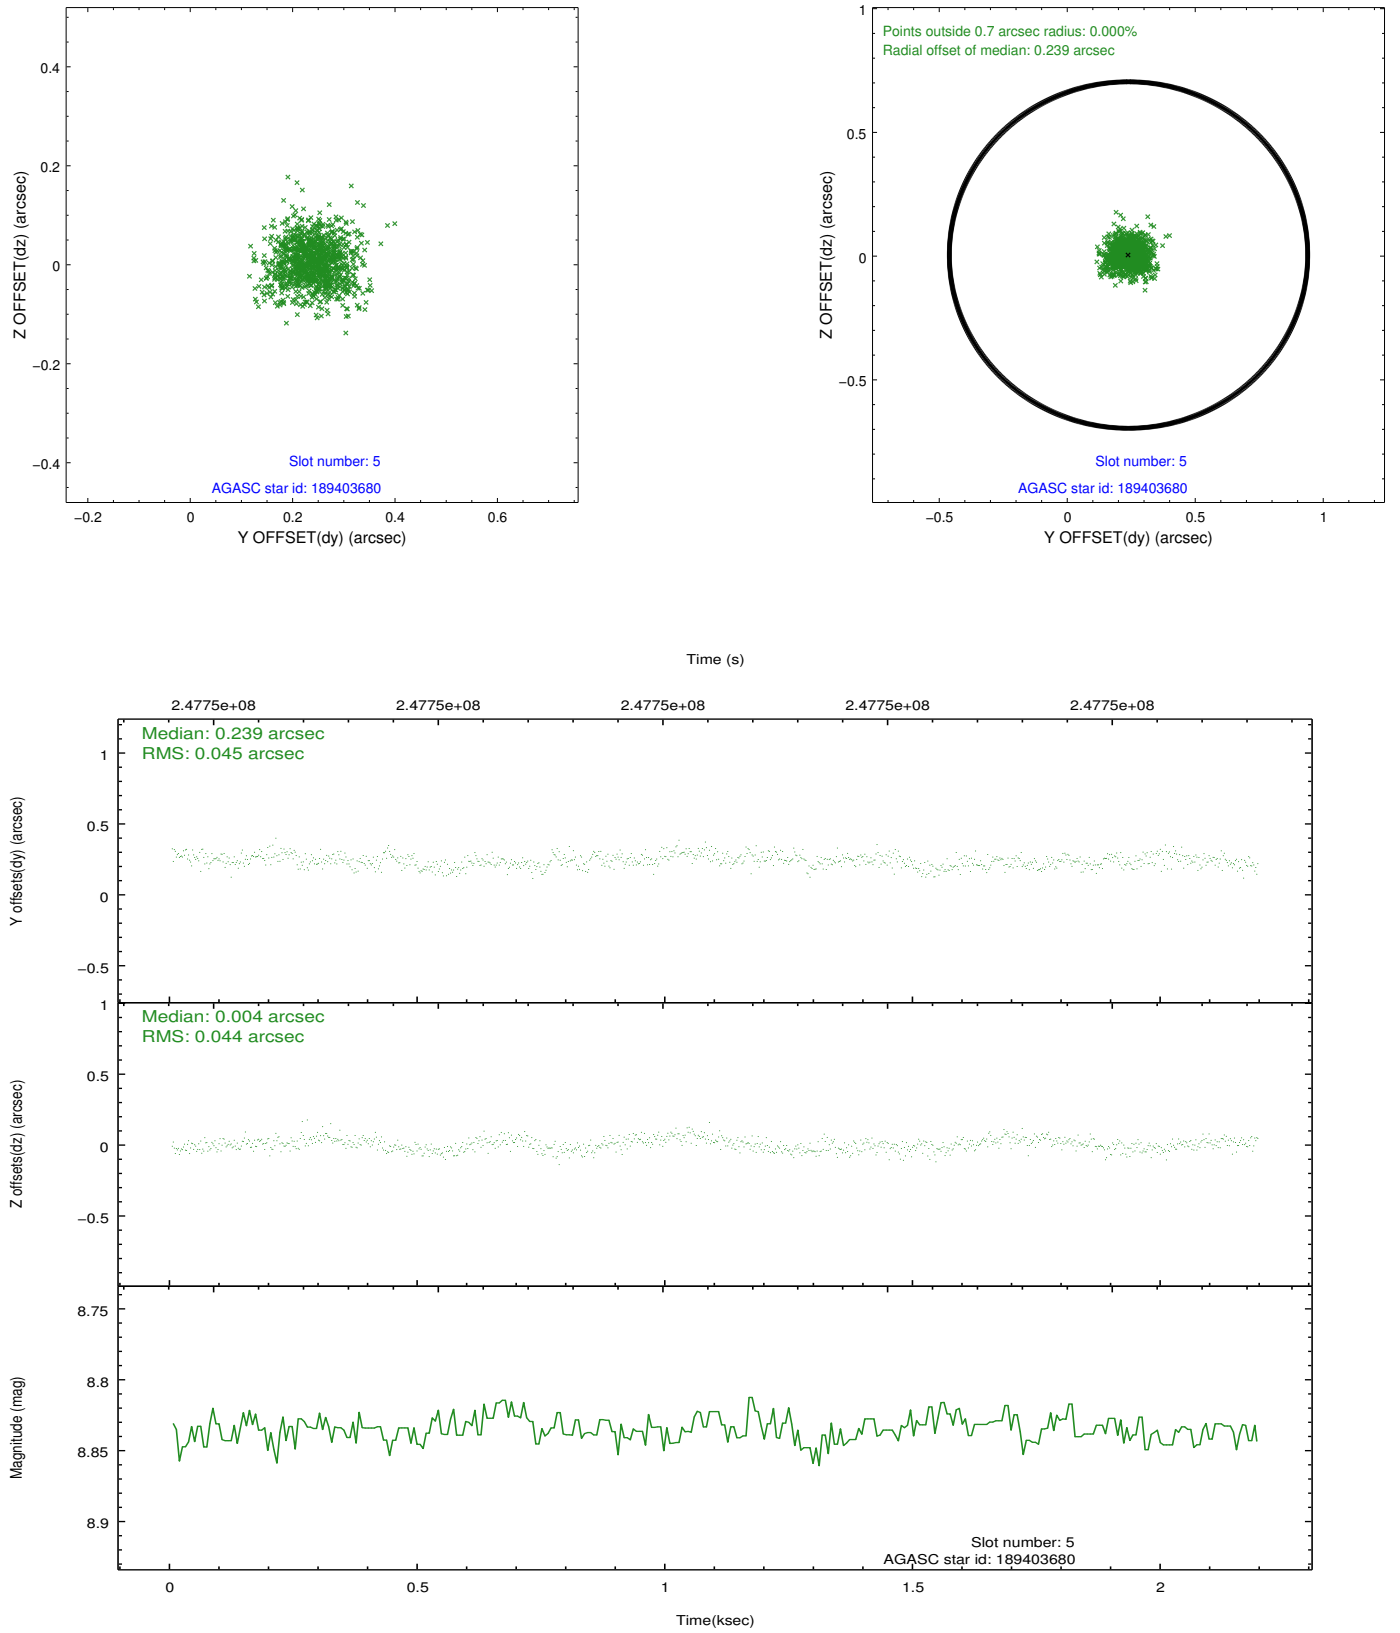 0.4
0.2
0
−0.2
−0.4
Z OFFSET(dz) (arcsec)
Slot number: 5
AGASC star id: 189403680
−0.2 0 0.2 0.4 0.6
Y OFFSET(dy) (arcsec)
Points outside 0.7 arcsec radius: 0.000%
Radial offset of median: 0.239 arcsec
1
0.5
0
−0.5
Z OFFSET(dz) (arcsec)
Slot number: 5
AGASC star id: 189403680
−0.5 0 0.5 1
Y OFFSET(dy) (arcsec)
Time (s)
2.4775e+08 2.4775e+08 2.4775e+08 2.4775e+08 2.4775e+08
Median: 0.239 arcsec
RMS: 0.045 arcsec
1
0.5
0
−0.5
Y offsets(dy) (arcsec)
Median: 0.004 arcsec
RMS: 0.044 arcsec
1
0.5
0
−0.5
Z offsets(dz) (arcsec)
8.75
8.8
8.85
8.9
Magnitude (mag)
Slot number: 5
AGASC star id: 189403680
0 0.5 1 1.5 2
Time(ksec)